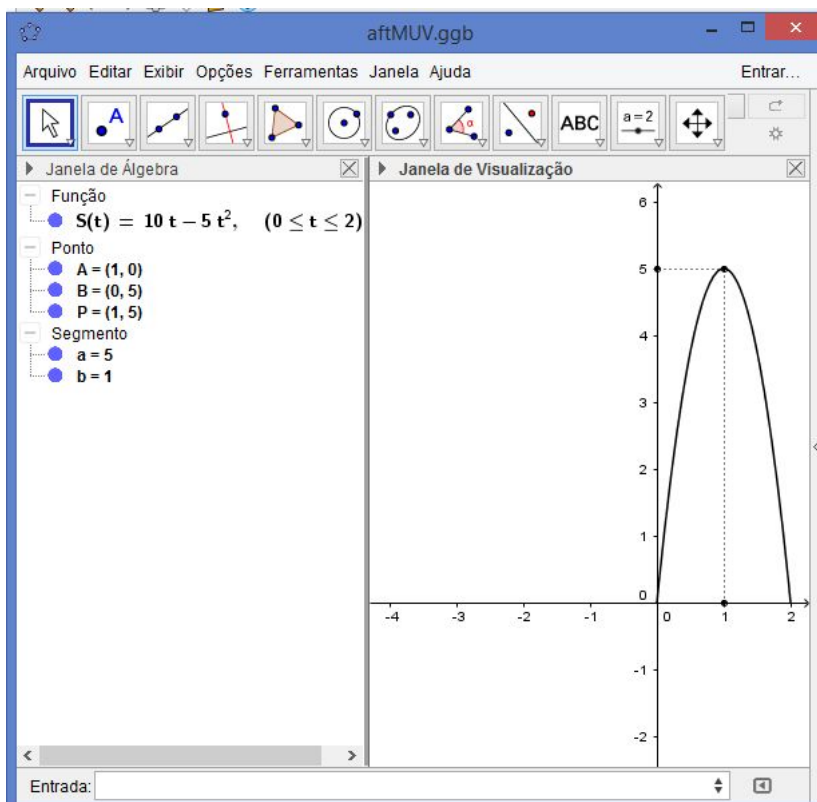 aftMUV.ggb
Arquivo Editar Exibir Opções Ferramentas Janela Ajuda Entrar...
A α ABC a = 2
Janela de Álgebra
Função
S(t) = 10 t − 5 t², (0 ≤ t ≤ 2)
Ponto
A = (1, 0)
B = (0, 5)
P = (1, 5)
Segmento
a = 5
b = 1
Janela de Visualização
6
5
4
3
2
1
0
-4 -3 -2 -1 0 1 2
-1
-2
Entrada: